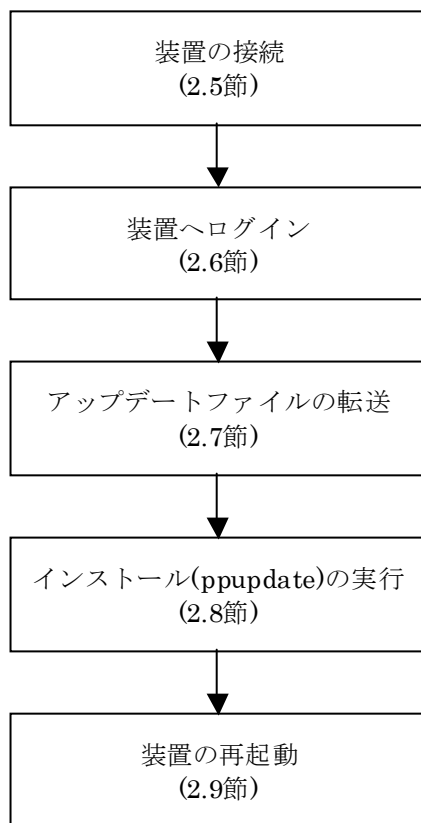 装置の接続
(2.5節)
装置へログイン
(2.6節)
アップデートファイルの転送
(2.7節)
インストール(ppupdate)の実行
(2.8節)
装置の再起動
(2.9節)